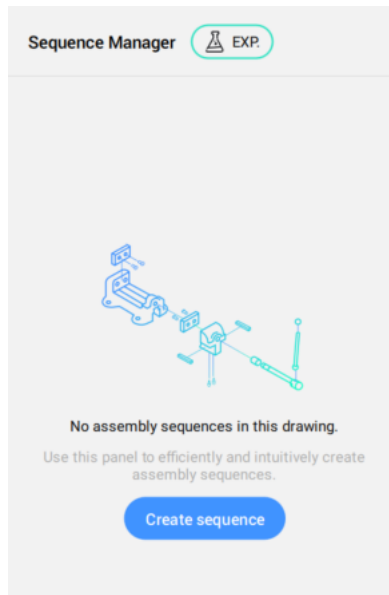 Sequence Manager EXP.
No assembly sequences in this drawing.
Use this panel to efficiently and intuitively create
assembly sequences.
Create sequence